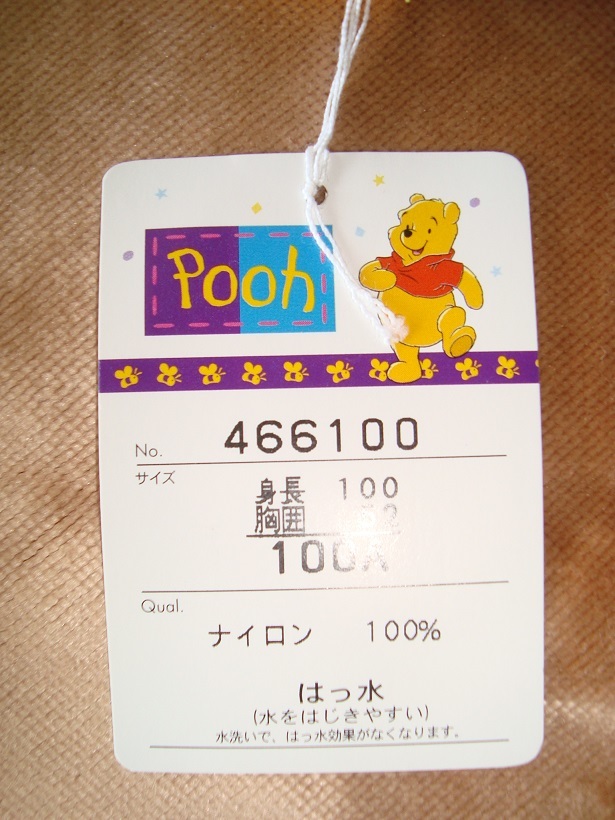 Pooh
No. 466100
サイズ
身長 100
胸囲
100A
Qual.
ナイロン 100%
はっ水
(水をはじきやすい)
水洗いで、はっ水効果がなくなります。